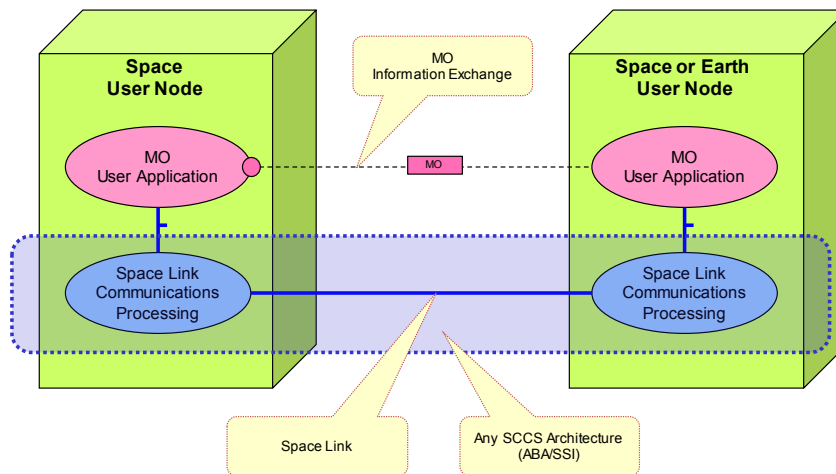 Space
User Node
MO
Information Exchange
Space or Earth
User Node
MO
User Application
MO
MO
User Application
Space Link
Communications
Processing
Space Link
Communications
Processing
Space Link
Any SCCS Architecture
(ABA/SSI)